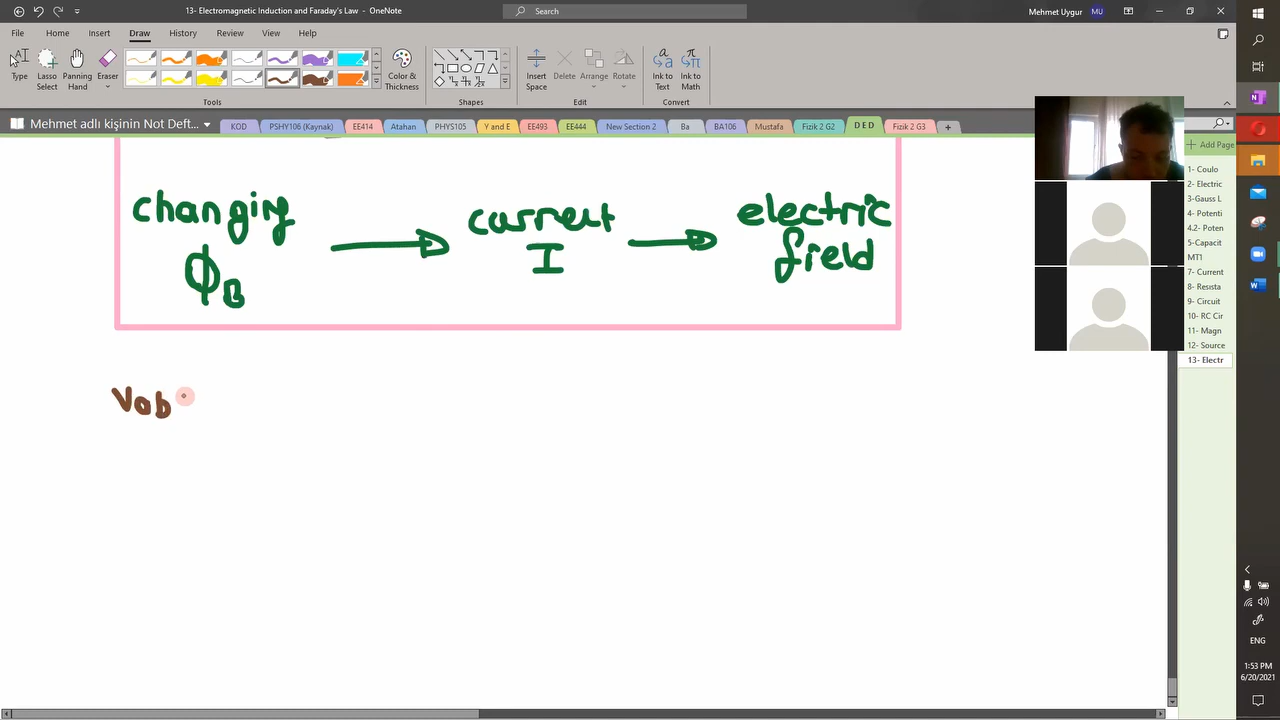 13- Electromagnetic Induction and Faraday's Law - OneNote
Search
Mehmet Uygur
MU
File Home Insert Draw History Review View Help
Type
Lasso Select
Panning Hand
Eraser
Color & Thickness
Insert Space
Delete
Arrange
Rotate
Ink to Text
Ink to Math
Tools
Shapes
Edit
Convert
Mehmet adlı kişinin Not Deft...
KOD
PSHY106 (Kaynak)
EE414
Atahan
PHYS105
Y and E
EE493
EE444
New Section 2
Ba
BA106
Mustafa
Fizik 2 G2
D E D
Fizik 2 G3
Add Page
1- Coulo
2- Electric
3-Gauss L
4- Potenti
4.2- Poten
5-Capacit
MT1
7- Current
8- Resısta
9- Circuit
10- RC Cir
11- Magn
12- Source
13- Electr
changing
ΦB
current
I
electric
field
Vab
ENG
1:53 PM
6/20/2021